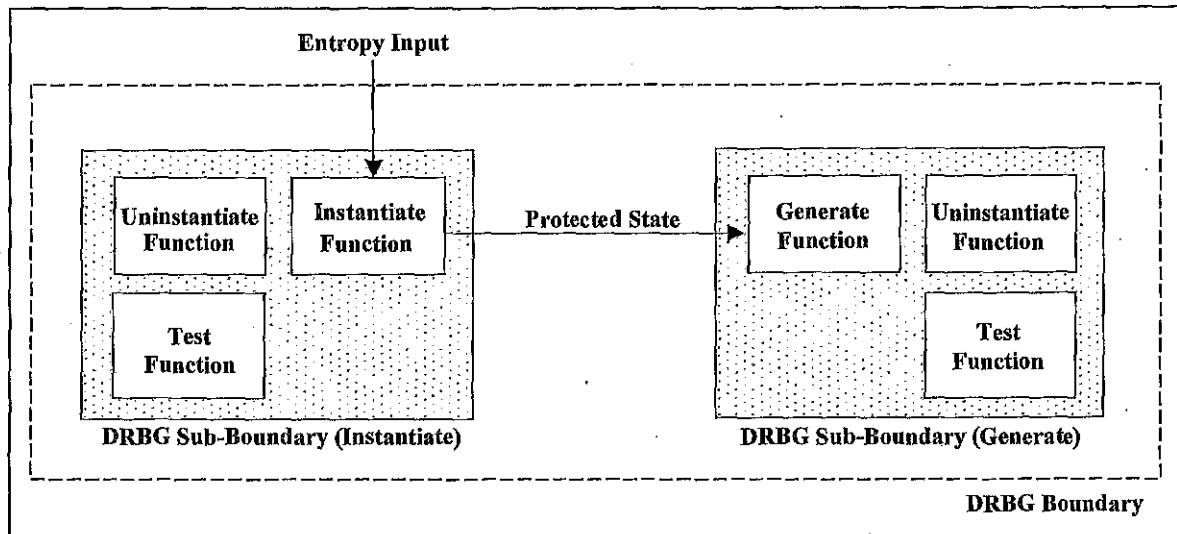 Entropy Input
Uninstantiate
Function
Instantiate
Function
Test
Function
DRBG Sub-Boundary (Instantiate)
Protected State
Generate
Function
Uninstantiate
Function
Test
Function
DRBG Sub-Boundary (Generate)
DRBG Boundary